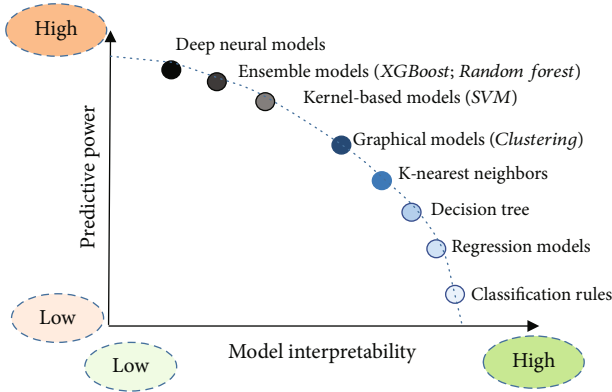 High
Deep neural models
Ensemble models (XGBoost; Random forest)
Kernel-based models (SVM)
Graphical models (Clustering)
K-nearest neighbors
Decision tree
Regression models
Classification rules
Predictive power
Low
Low
Model interpretability
High